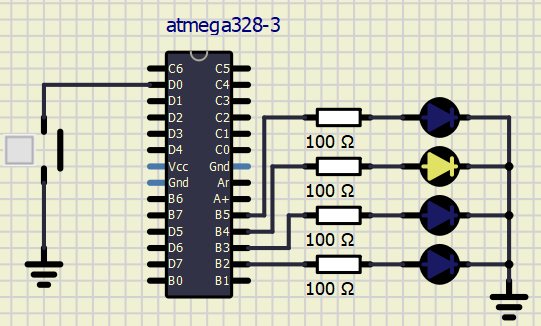 atmega328-3
C6 C5
D0 C4
D1 C3
D2 C2
D3 C1
D4 C0
Vcc Gnd
Gnd Ar
B6 A+
B7 B5
D5 B4
D6 B3
D7 B2
B0 B1
100 Ω
100 Ω
100 Ω
100 Ω